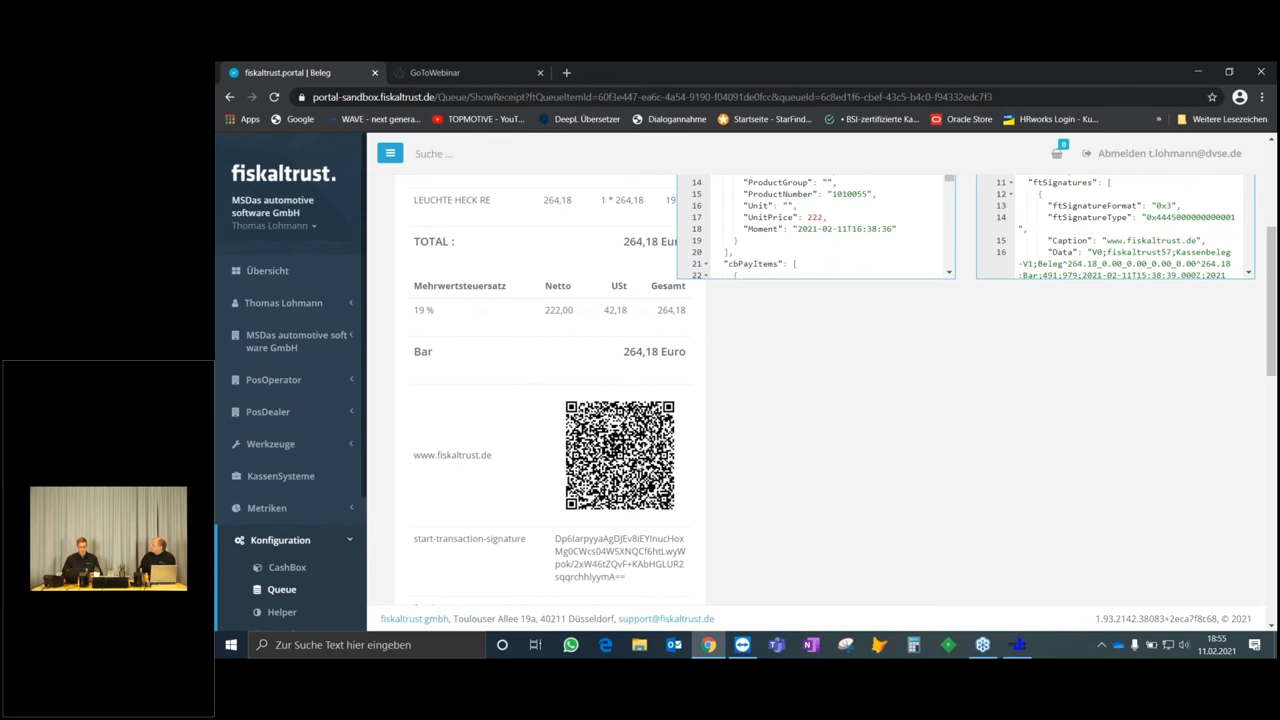 fiskaltrust.portal | Beleg
GoToWebinar
portal-sandbox.fiskaltrust.de/Queue/ShowReceipt?ftQueueItemId=60f3e447-ea6c-4a54-9190-f04091de0fcc&queueId=6c8ed1f6-cbef-43c5-b4c0-f94332edc7f3
Apps
Google
WAVE - next genera...
TOPMOTIVE - YouT...
DeepL Übersetzer
Dialogannahme
Startseite - StarFind...
• BSI-zertifizierte Ka...
Oracle Store
HRworks Login - Ku...
»
Weitere Lesezeichen
fiskaltrust.
MSDas automotive
software GmbH
Thomas Lohmann
Übersicht
Thomas Lohmann
MSDas automotive soft
ware GmbH
PosOperator
PosDealer
Werkzeuge
KassenSysteme
Metriken
Konfiguration
CashBox
Queue
Helper
Suche ...
0
Abmelden t.lohmann@dvse.de
LEUCHTE HECK RE 264,18 1 * 264,18 19
TOTAL : 264,18 Eu
Mehrwertsteuersatz Netto USt Gesamt
19 % 222,00 42,18 264,18
Bar 264,18 Euro
www.fiskaltrust.de
start-transaction-signature
14 "ProductGroup": "",
15 "ProductNumber": "1010055",
16 "Unit": "",
17 "UnitPrice": 222,
18 "Moment": "2021-02-11T16:38:36"
19 }
20 ],
21 "cbPayItems": [
22 {
11 "ftSignatures": [
12 {
13 "ftSignatureFormat": "0x3",
14 "ftSignatureType": "0x4445000000000001
",
15 "Caption": "www.fiskaltrust.de",
16 "Data": "V0;fiskaltrust57;Kassenbeleg
-V1;Beleg^264.18_0.00_0.00_0.00_0.00^264.18
:Bar;491;979;2021-02-11T15:38:39.000Z;2021
fiskaltrust gmbh, Toulouser Allee 19a, 40211 Düsseldorf, support@fiskaltrust.de
1.93.2142.38083+2eca7f8c68, © 2021
Zur Suche Text hier eingeben
18:55
11.02.2021